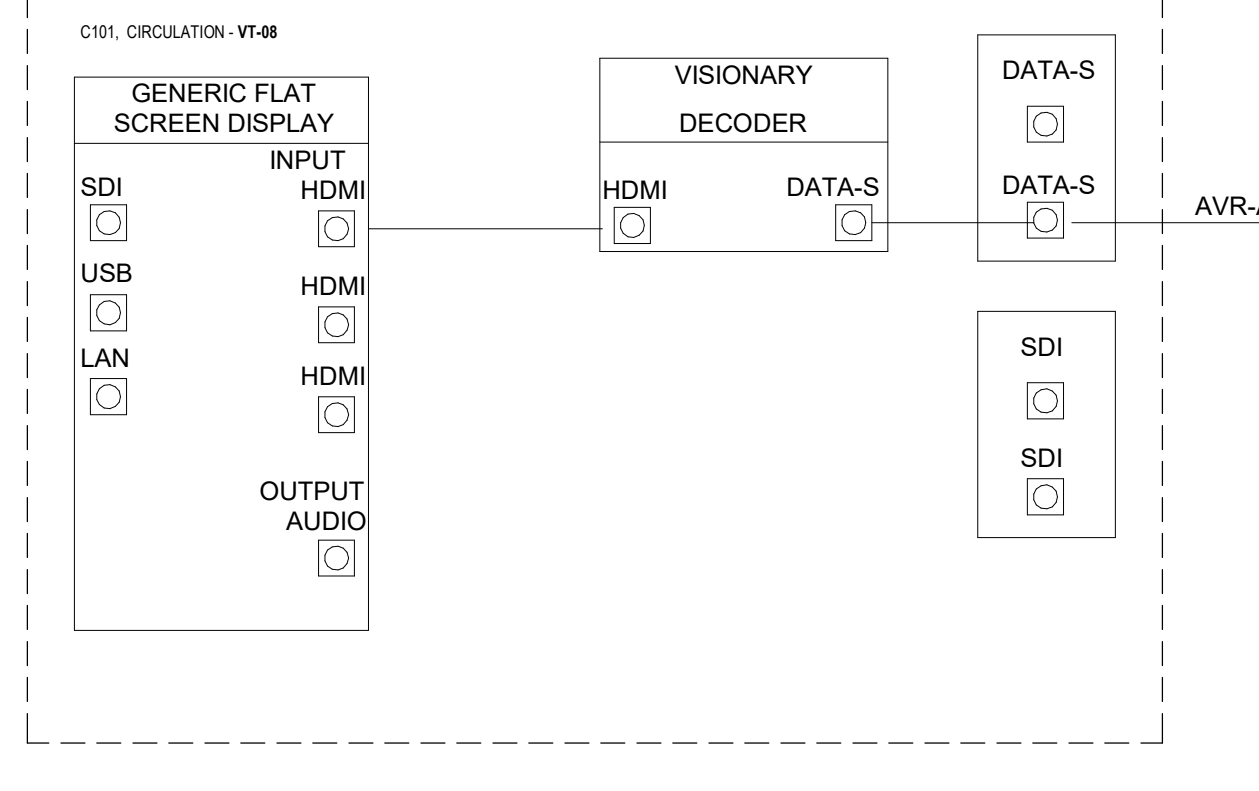 C101, CIRCULATION - VT-08
GENERIC FLAT
SCREEN DISPLAY
INPUT
SDI
HDMI
USB
HDMI
LAN
HDMI
OUTPUT
AUDIO
VISIONARY
DECODER
HDMI
DATA-S
DATA-S
DATA-S
SDI
SDI